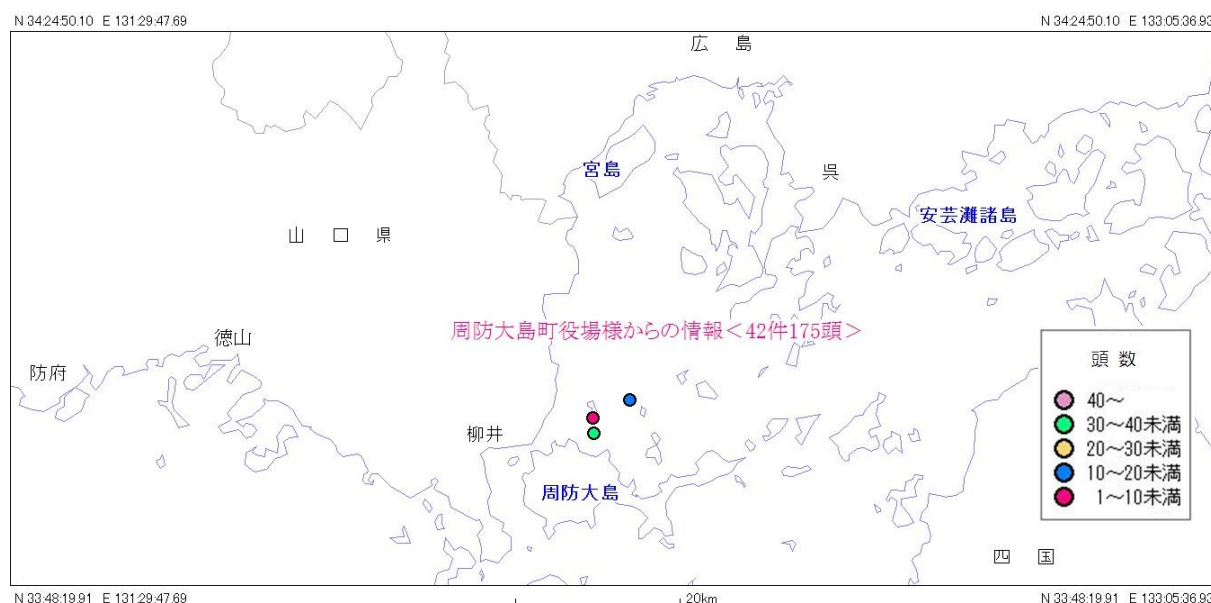 N 34:24:50.10 E 131:29:47.69
N 34:24:50.10 E 133:05:36.93
広 島
宮島
呉
安芸灘諸島
山 口 県
周防大島町役場様からの情報＜42件175頭＞
徳山
防府
頭 数
40～
30～40未満
20～30未満
10～20未満
1～10未満
柳井
周防大島
四 国
N 33:48:19.91 E 131:29:47.69
20km
N 33:48:19.91 E 133:05:36.93